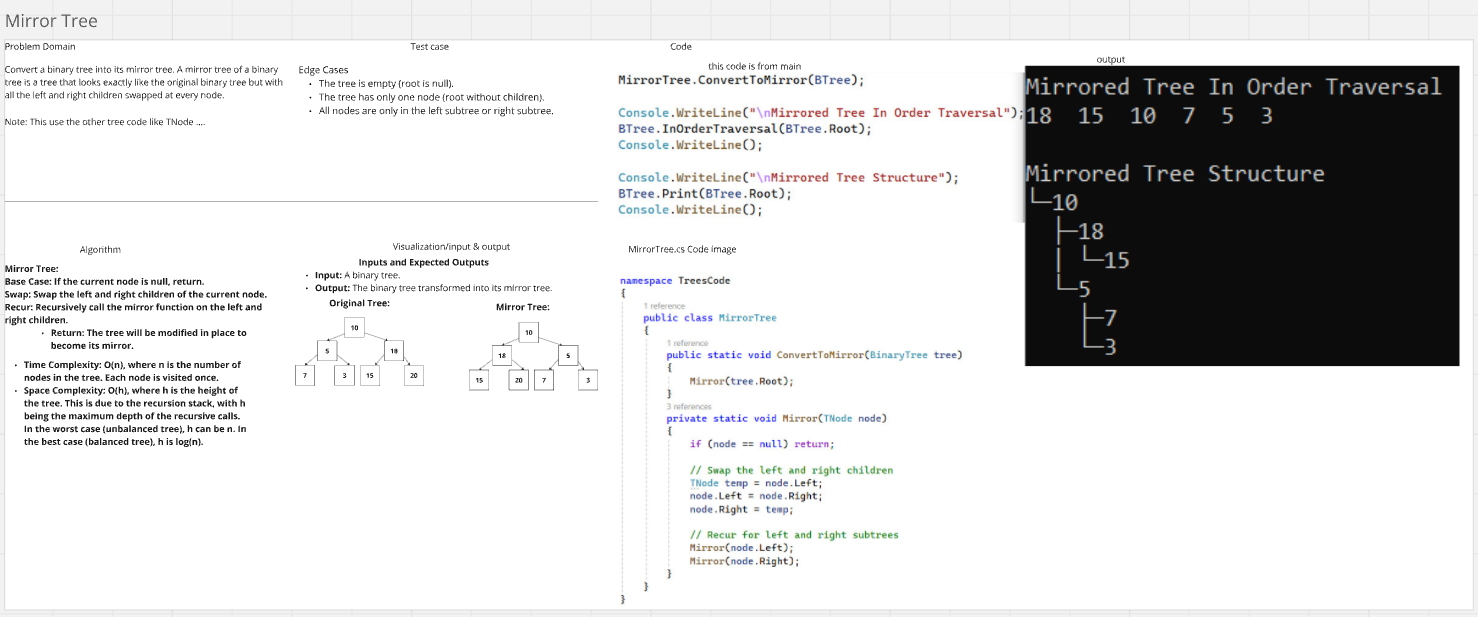 Mirror Tree
Problem Domain
Convert a binary tree into its mirror tree. A mirror tree of a binary
tree is a tree that looks exactly like the original binary tree but with
all the left and right children swapped at every node.
Note: This use the other tree code like TNode ....
Test case
Edge Cases
• The tree is empty (root is null).
• The tree has only one node (root without children).
• All nodes are only in the left subtree or right subtree.
Code
this code is from main
MirrorTree.ConvertToMirror(BTree);
Console.WriteLine("\nMirrored Tree In Order Traversal");
BTree.InOrderTraversal(BTree.Root);
Console.WriteLine();
Console.WriteLine("\nMirrored Tree Structure");
BTree.Print(BTree.Root);
Console.WriteLine();
output
Mirrored Tree In Order Traversal
18 15 10 7 5 3
Mirrored Tree Structure
└─10
├─18
│ └─15
└─5
├─7
└─3
Algorithm
Mirror Tree:
Base Case: If the current node is null, return.
Swap: Swap the left and right children of the current node.
Recur: Recursively call the mirror function on the left and
right children.
• Return: The tree will be modified in place to
become its mirror.
• Time Complexity: O(n), where n is the number of
nodes in the tree. Each node is visited once.
• Space Complexity: O(h), where h is the height of
the tree. This is due to the recursion stack, with h
being the maximum depth of the recursive calls.
In the worst case (unbalanced tree), h can be n. In
the best case (balanced tree), h is log(n).
Visualization/input & output
Inputs and Expected Outputs
• Input: A binary tree.
• Output: The binary tree transformed into its mirror tree.
Original Tree:
10
5 18
7 3 15 20
Mirror Tree:
10
18 5
15 20 7 3
MirrorTree.cs Code image
namespace TreesCode
{
1 reference
public class MirrorTree
{
1 reference
public static void ConvertToMirror(BinaryTree tree)
{
Mirror(tree.Root);
}
3 references
private static void Mirror(TNode node)
{
if (node == null) return;
// Swap the left and right children
TNode temp = node.Left;
node.Left = node.Right;
node.Right = temp;
// Recur for left and right subtrees
Mirror(node.Left);
Mirror(node.Right);
}
}
}